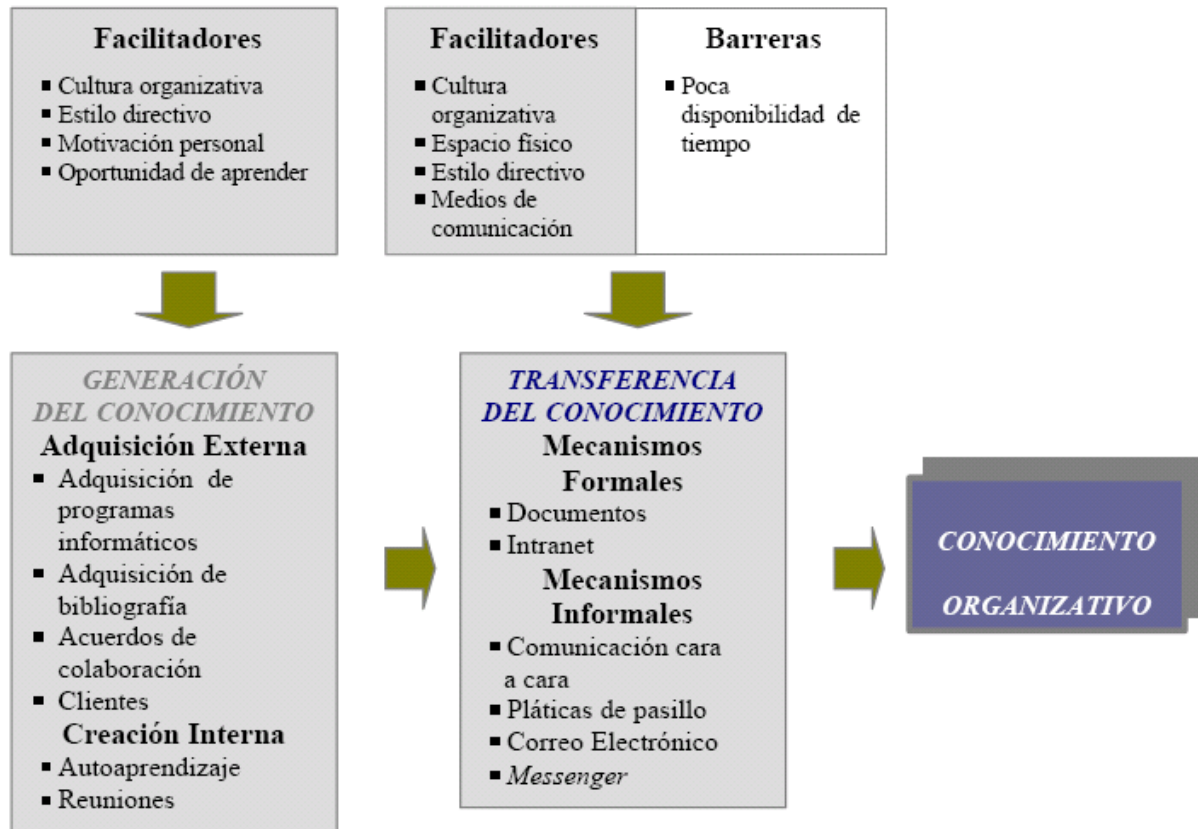 Facilitadores
▪ Cultura organizativa
▪ Estilo directivo
▪ Motivación personal
▪ Oportunidad de aprender
Facilitadores
▪ Cultura
organizativa
▪ Espacio físico
▪ Estilo directivo
▪ Medios de
comunicación
Barreras
▪ Poca
disponibilidad de
tiempo
GENERACIÓN
DEL CONOCIMIENTO
Adquisición Externa
▪ Adquisición de
programas
informáticos
▪ Adquisición de
bibliografía
▪ Acuerdos de
colaboración
▪ Clientes
Creación Interna
▪ Autoaprendizaje
▪ Reuniones
TRANSFERENCIA
DEL CONOCIMIENTO
Mecanismos
Formales
▪ Documentos
▪ Intranet
Mecanismos
Informales
▪ Comunicación cara
a cara
▪ Pláticas de pasillo
▪ Correo Electrónico
▪ Messenger
CONOCIMIENTO
ORGANIZATIVO